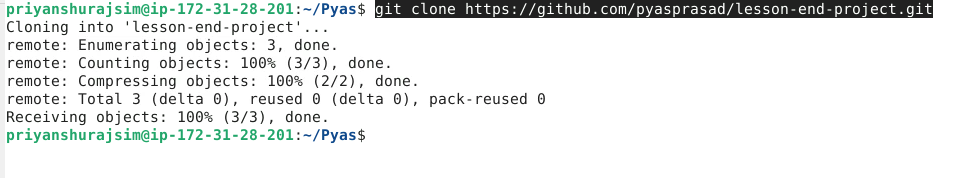 priyanshurajsim@ip-172-31-28-201:~/Pyas$ git clone https://github.com/pyasprasad/lesson-end-project.git
Cloning into 'lesson-end-project'...
remote: Enumerating objects: 3, done.
remote: Counting objects: 100% (3/3), done.
remote: Compressing objects: 100% (2/2), done.
remote: Total 3 (delta 0), reused 0 (delta 0), pack-reused 0
Receiving objects: 100% (3/3), done.
priyanshurajsim@ip-172-31-28-201:~/Pyas$